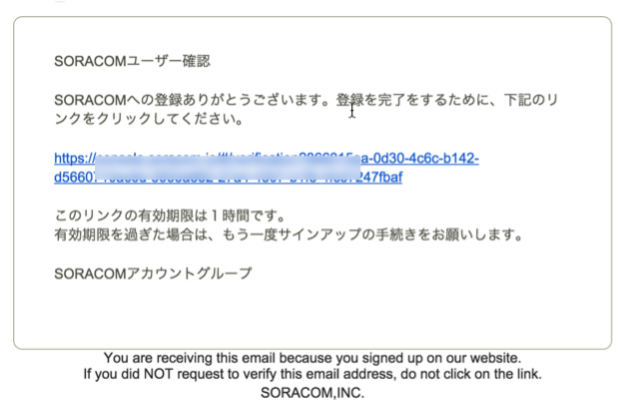 SORACOMユーザー確認
SORACOMへの登録ありがとうございます。登録を完了をするために、下記のリ
ンクをクリックしてください。
https://
a-0d30-4c6c-b142-
d5660
247fbaf
このリンクの有効期限は1時間です。
有効期限を過ぎた場合は、もう一度サインアップの手続きをお願いします。
SORACOMアカウントグループ
You are receiving this email because you signed up on our website.
If you did NOT request to verify this email address, do not click on the link.
SORACOM,INC.